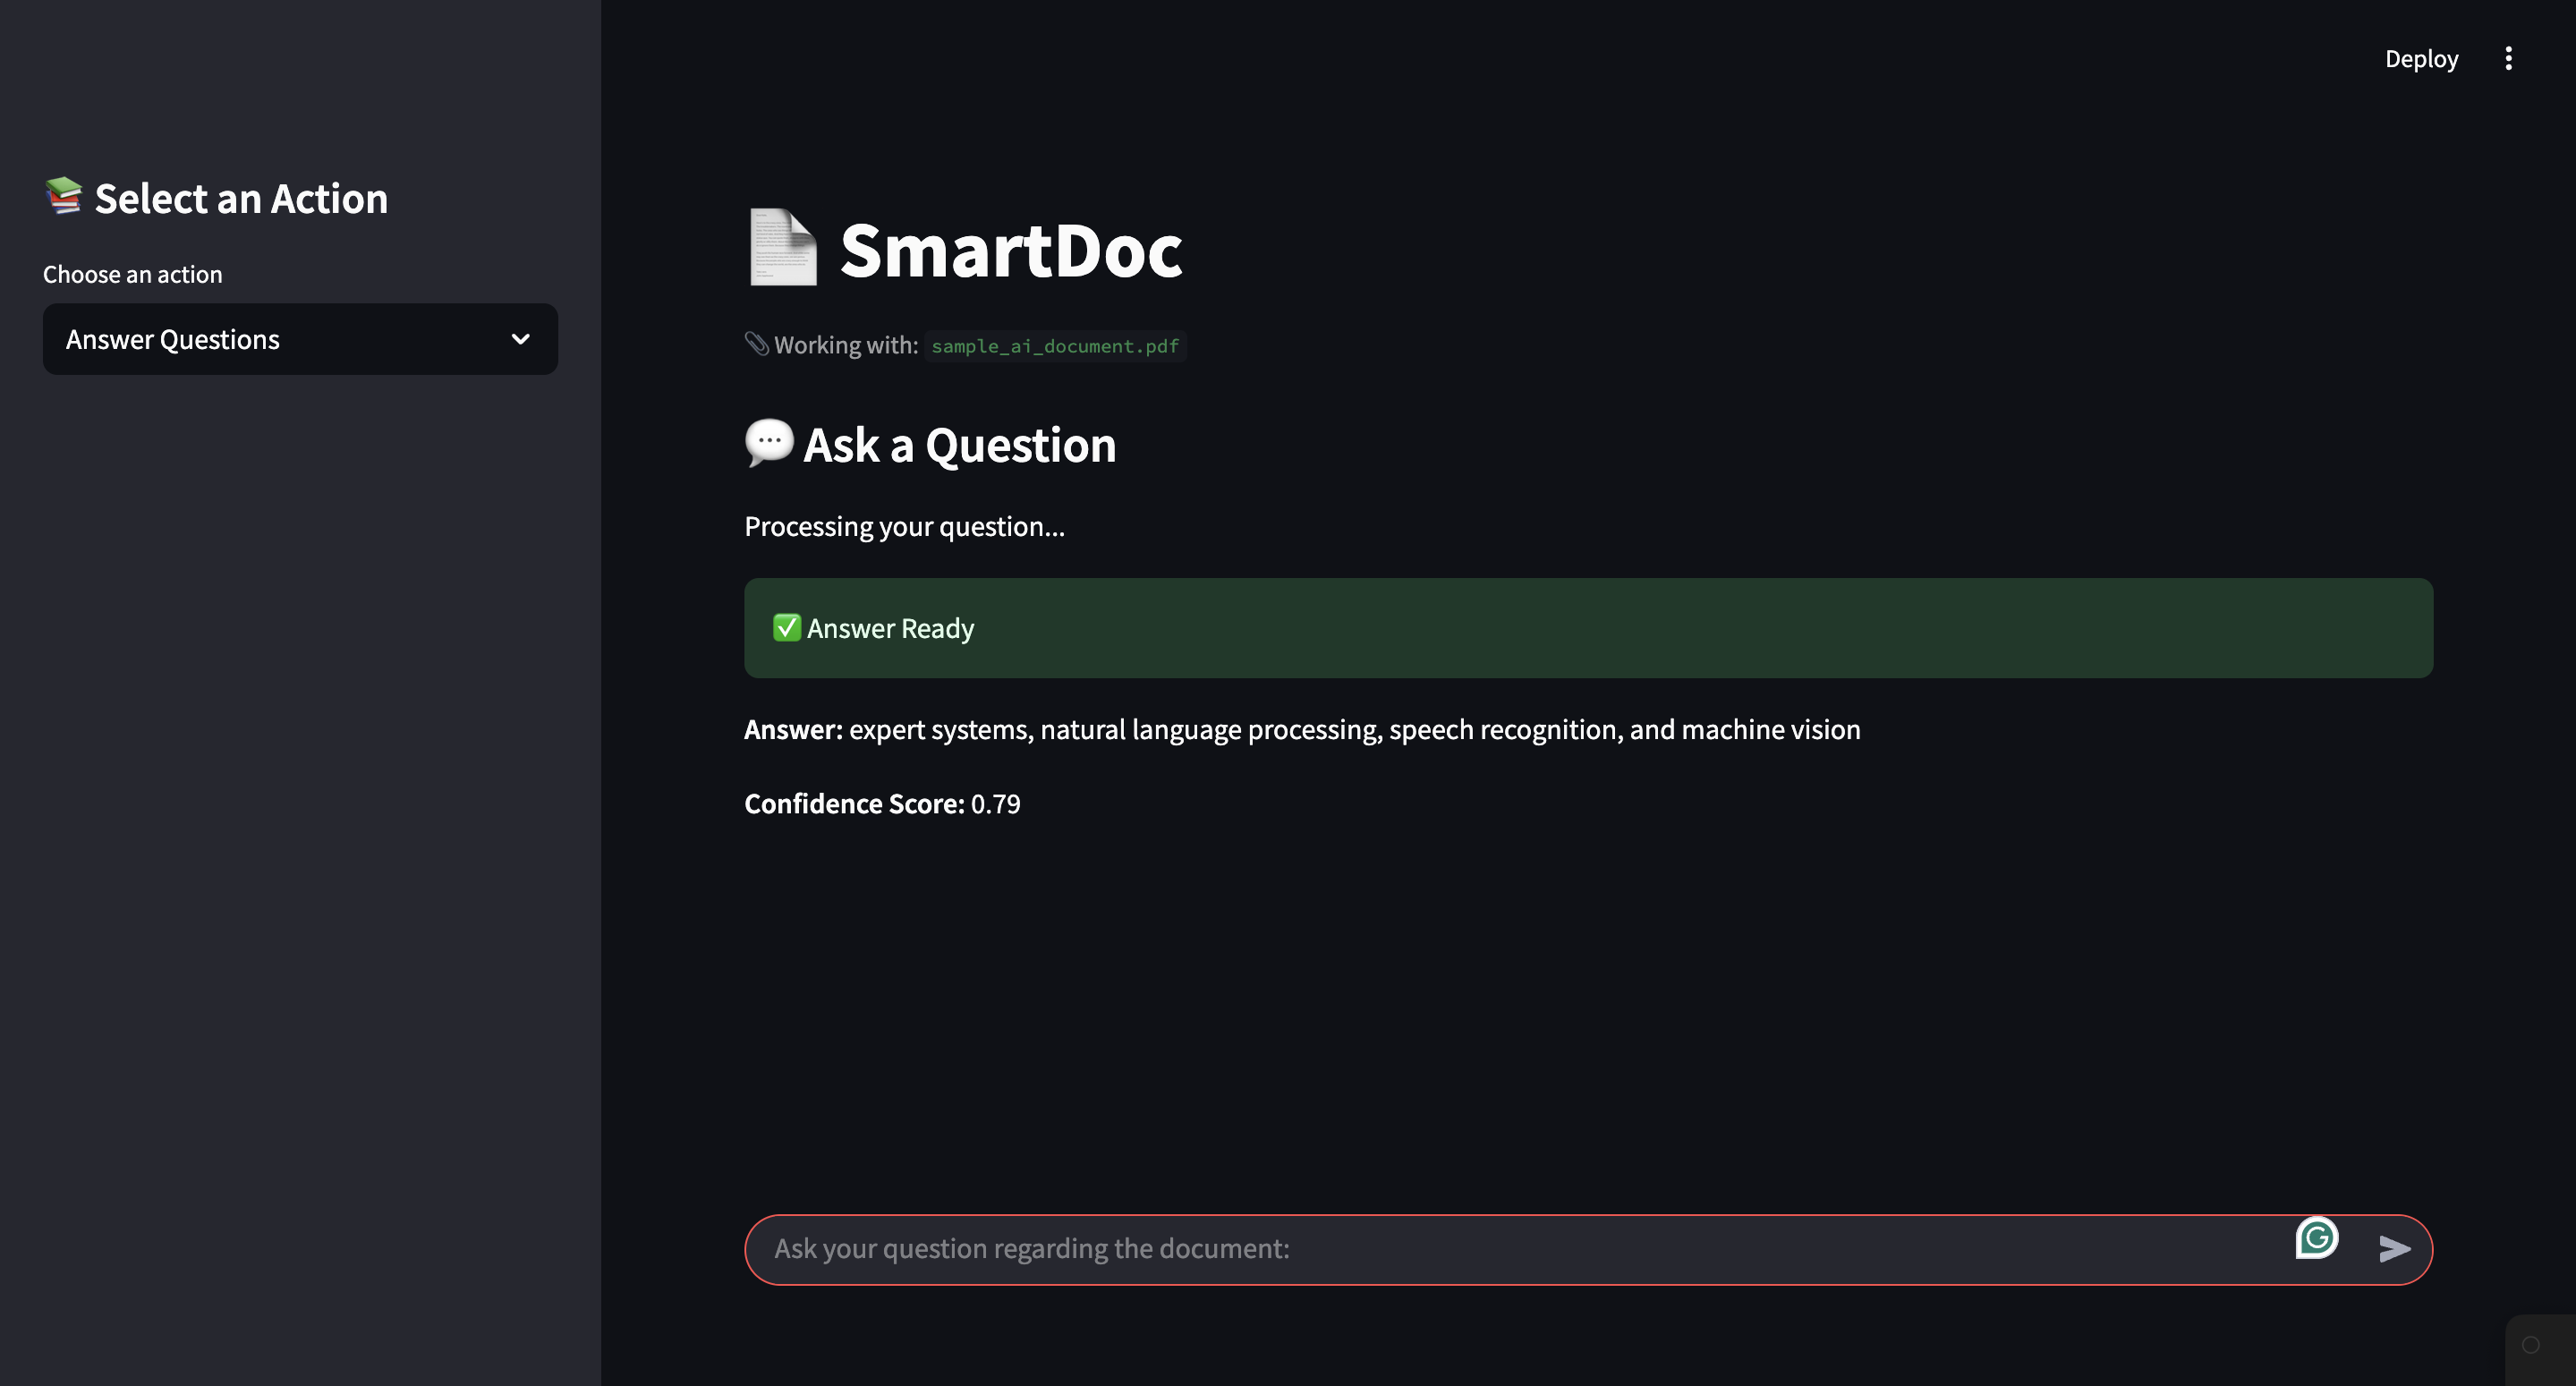 Deploy
Select an Action
Choose an action
Answer Questions
SmartDoc
Working with: sample_ai_document.pdf
Ask a Question
Processing your question...
Answer Ready
Answer: expert systems, natural language processing, speech recognition, and machine vision
Confidence Score: 0.79
Ask your question regarding the document: